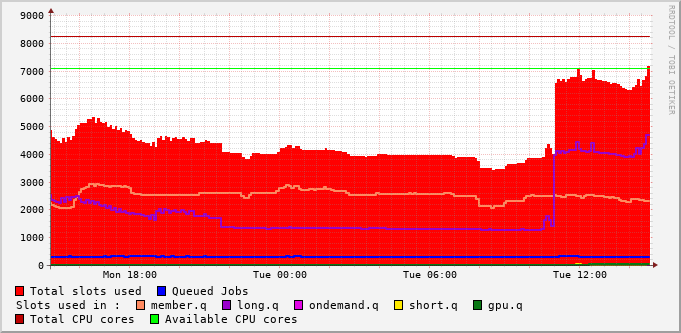 RRDTOOL / TOBI OETIKER
9000
8000
7000
6000
5000
4000
3000
2000
1000
0
Mon 18:00 Tue 00:00 Tue 06:00 Tue 12:00
Total slots used Queued Jobs
Slots used in : member.q long.q ondemand.q short.q gpu.q
Total CPU cores Available CPU cores